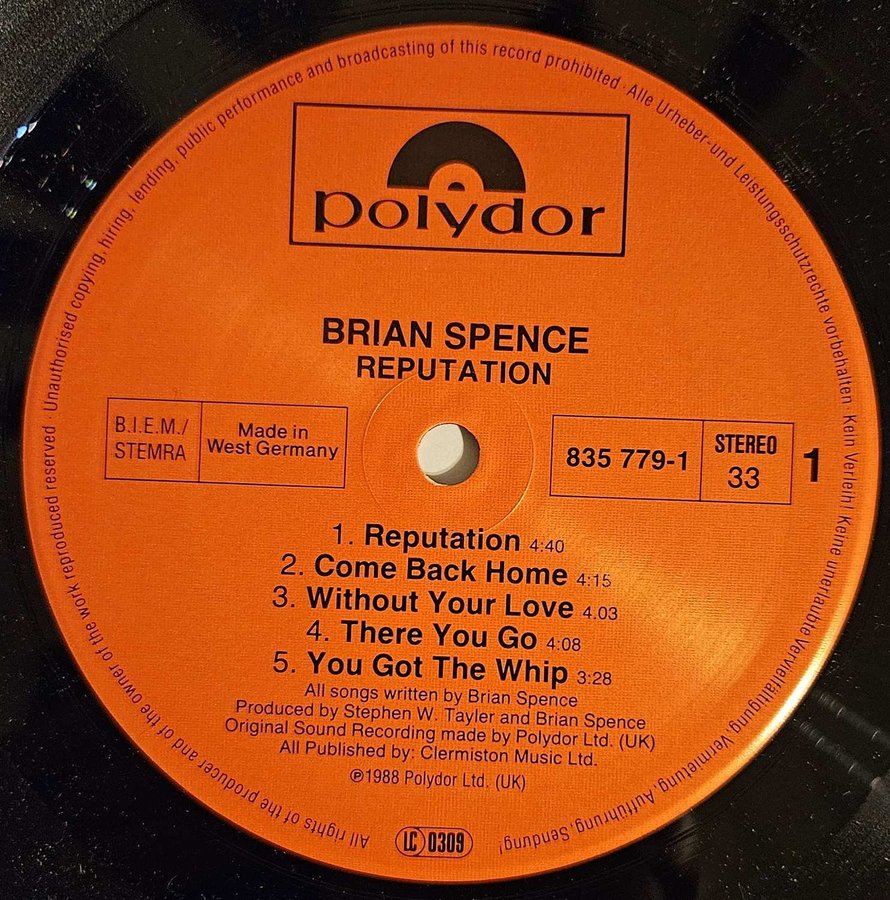 All rights of the producer and of the owner of the work reproduced reserved · Unauthorised copying, hiring, lending, public performance and broadcasting of this record prohibited · Alle Urheber-und Leistungsschutzrechte vorbehalten. Kein Verleih! Keine unerlaubte Vervielfältigung, Vermietung, Aufführung, Sendung!
polydor
BRIAN SPENCE
REPUTATION
B.I.E.M./
STEMRA
Made in
West Germany
835 779-1
STEREO
33
1
1. Reputation 4:40
2. Come Back Home 4:15
3. Without Your Love 4.03
4. There You Go 4:08
5. You Got The Whip 3:28
All songs written by Brian Spence
Produced by Stephen W. Tayler and Brian Spence
Original Sound Recording made by Polydor Ltd. (UK)
All Published by: Clermiston Music Ltd.
℗1988 Polydor Ltd. (UK)
LC 0309